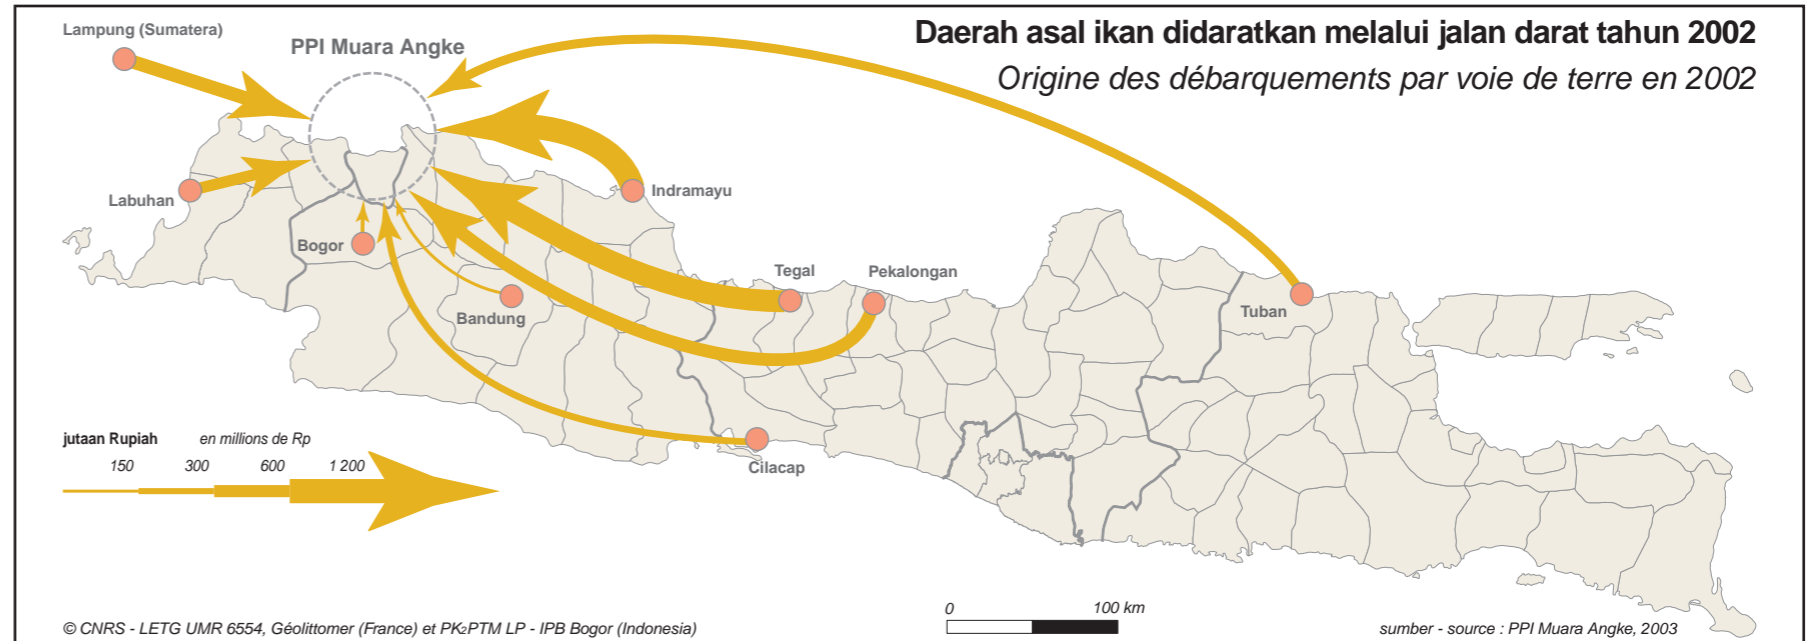 Daerah asal ikan didaratkan melalui jalan darat tahun 2002
Origine des débarquements par voie de terre en 2002
Lampung (Sumatera)
PPI Muara Angke
Labuhan
Indramayu
Bogor
Bandung
Tegal
Pekalongan
Tuban
Cilacap
jutaan Rupiah en millions de Rp
150 300 600 1 200
0 100 km
© CNRS - LETG UMR 6554, Géolittomer (France) et PK2PTM LP - IPB Bogor (Indonesia)
sumber - source : PPI Muara Angke, 2003